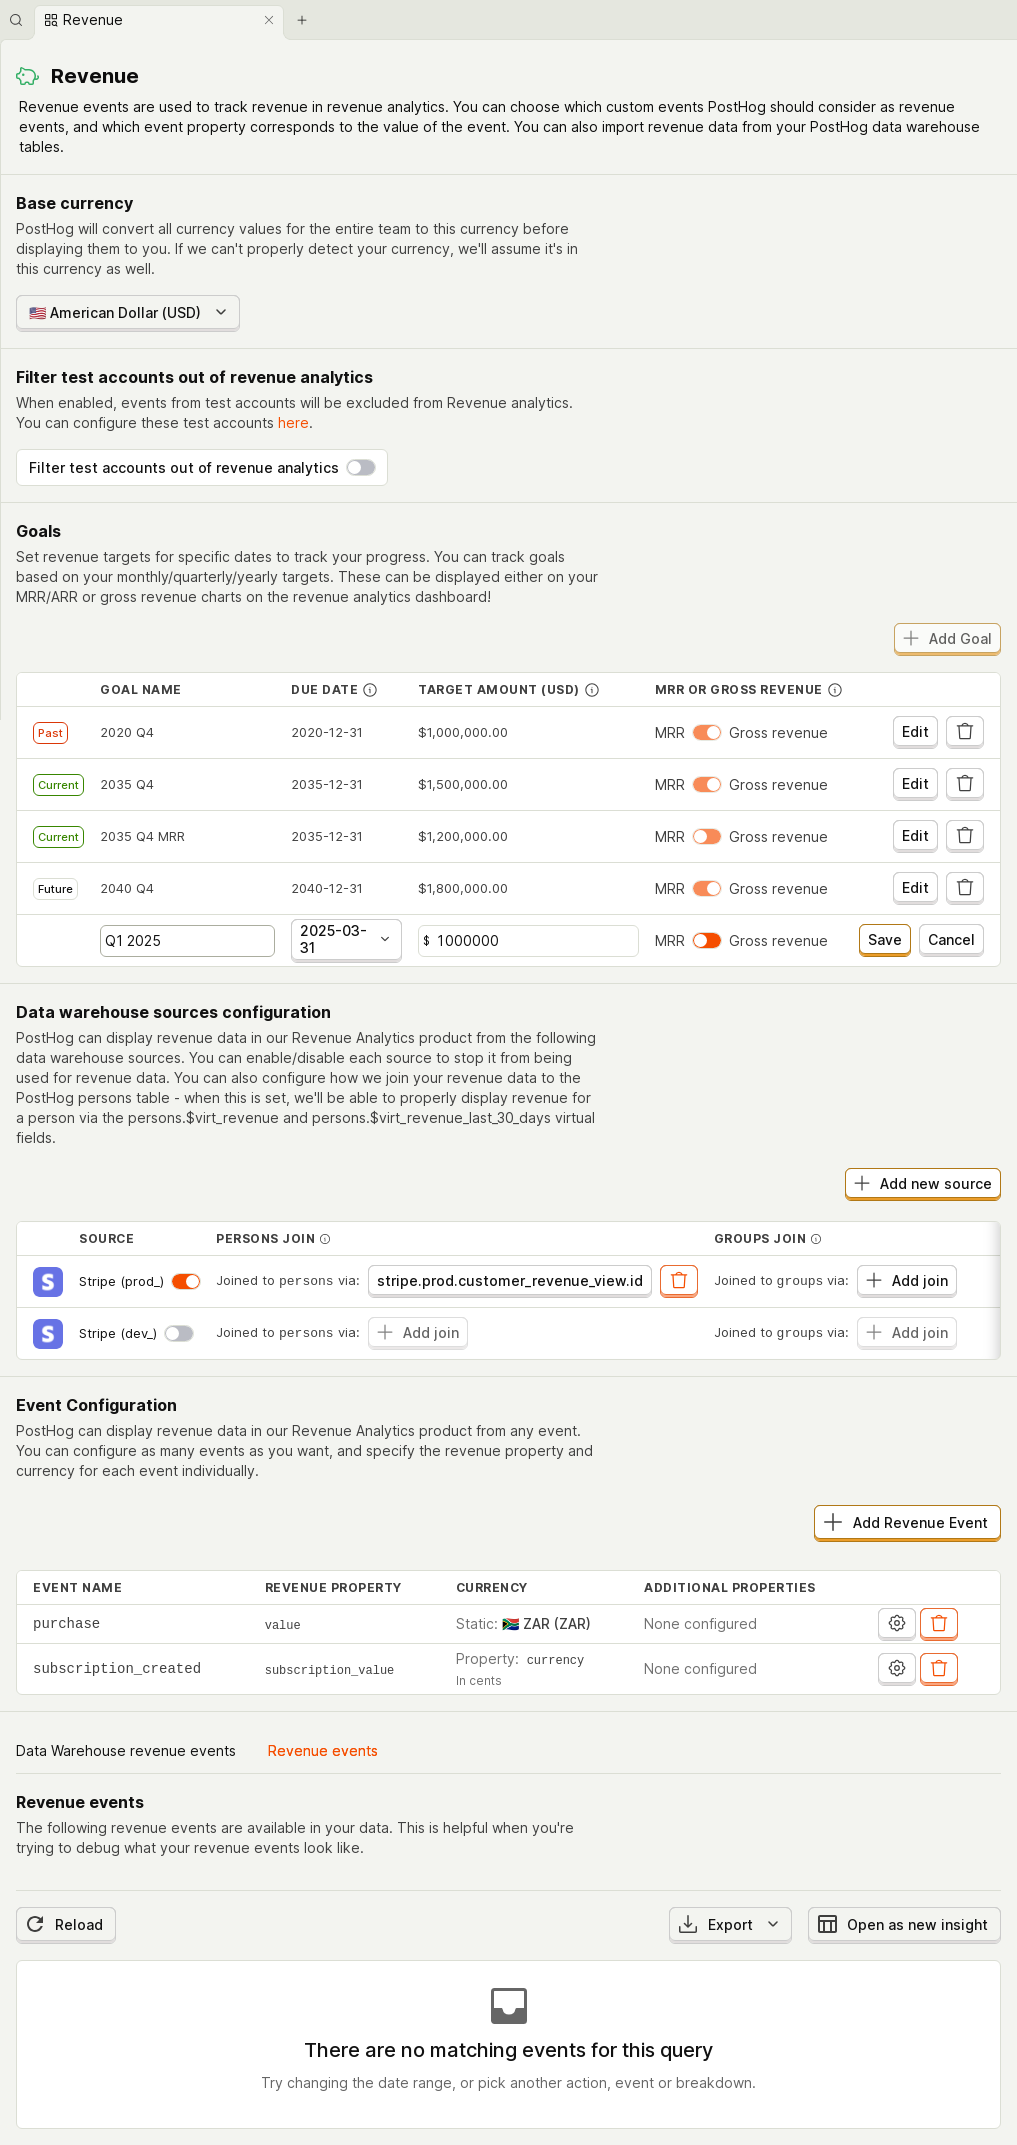 Revenue
Revenue
Revenue events are used to track revenue in revenue analytics. You can choose which custom events PostHog should consider as revenue
events, and which event property corresponds to the value of the event. You can also import revenue data from your PostHog data warehouse
tables.
Base currency
PostHog will convert all currency values for the entire team to this currency before
displaying them to you. If we can't properly detect your currency, we'll assume it's in
this currency as well.
🇺🇸 American Dollar (USD)
Filter test accounts out of revenue analytics
When enabled, events from test accounts will be excluded from Revenue analytics.
You can configure these test accounts here.
Filter test accounts out of revenue analytics
Goals
Set revenue targets for specific dates to track your progress. You can track goals
based on your monthly/quarterly/yearly targets. These can be displayed either on your
MRR/ARR or gross revenue charts on the revenue analytics dashboard!
Add Goal
GOAL NAME DUE DATE TARGET AMOUNT (USD) MRR OR GROSS REVENUE
Past 2020 Q4 2020-12-31 $1,000,000.00 MRR Gross revenue Edit
Current 2035 Q4 2035-12-31 $1,500,000.00 MRR Gross revenue Edit
Current 2035 Q4 MRR 2035-12-31 $1,200,000.00 MRR Gross revenue Edit
Future 2040 Q4 2040-12-31 $1,800,000.00 MRR Gross revenue Edit
Q1 2025 2025-03-
31 $ 1000000 MRR Gross revenue Save Cancel
Data warehouse sources configuration
PostHog can display revenue data in our Revenue Analytics product from the following
data warehouse sources. You can enable/disable each source to stop it from being
used for revenue data. You can also configure how we join your revenue data to the
PostHog persons table - when this is set, we'll be able to properly display revenue for
a person via the persons.$virt_revenue and persons.$virt_revenue_last_30_days virtual
fields.
Add new source
SOURCE PERSONS JOIN GROUPS JOIN
S Stripe (prod_) Joined to persons via: stripe.prod.customer_revenue_view.id Joined to groups via: Add join
S Stripe (dev_) Joined to persons via: Add join Joined to groups via: Add join
Event Configuration
PostHog can display revenue data in our Revenue Analytics product from any event.
You can configure as many events as you want, and specify the revenue property and
currency for each event individually.
Add Revenue Event
EVENT NAME REVENUE PROPERTY CURRENCY ADDITIONAL PROPERTIES
purchase value Static: 🇿🇦 ZAR (ZAR) None configured
subscription_created subscription_value Property: currency None configured
In cents
Data Warehouse revenue events Revenue events
Revenue events
The following revenue events are available in your data. This is helpful when you're
trying to debug what your revenue events look like.
Reload Export Open as new insight
There are no matching events for this query
Try changing the date range, or pick another action, event or breakdown.